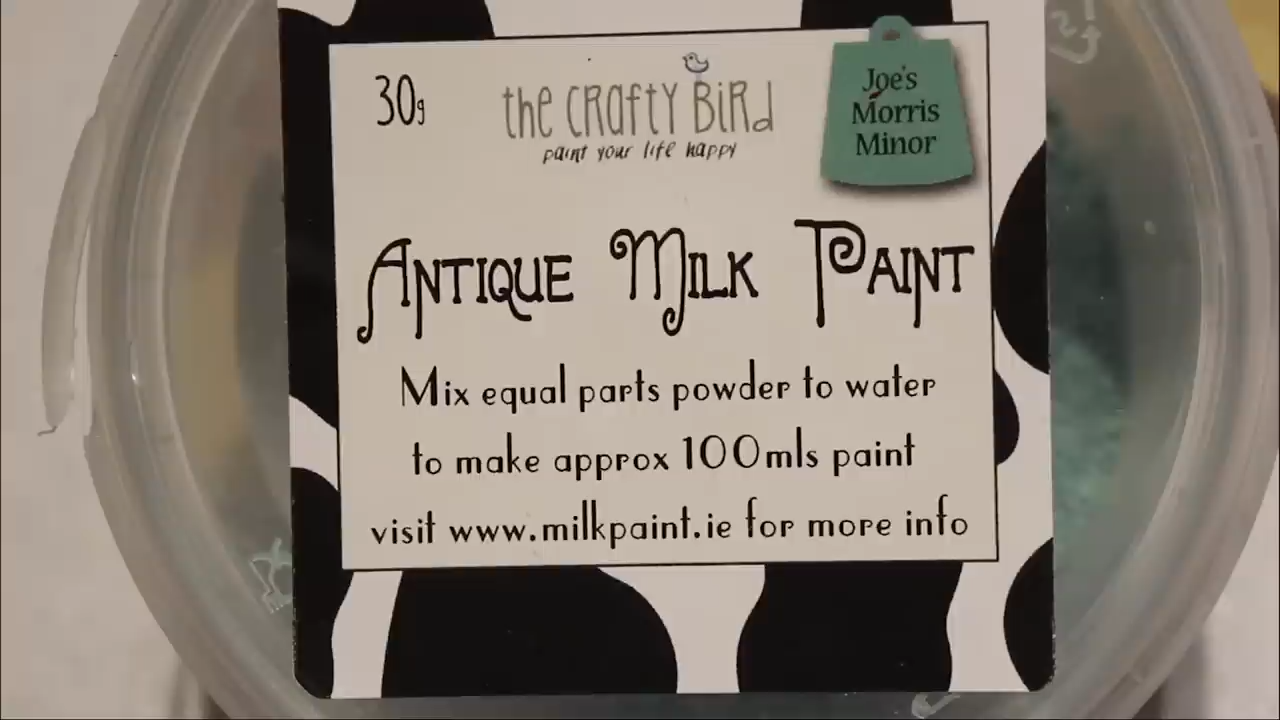 30g
the CRafty BiRd
paint your life happy
Joe's
Morris
Minor
ANTIQUE MILK PAINT
Mix equal parts powder to water
to make approx 100mls paint
visit www.milkpaint.ie for more info